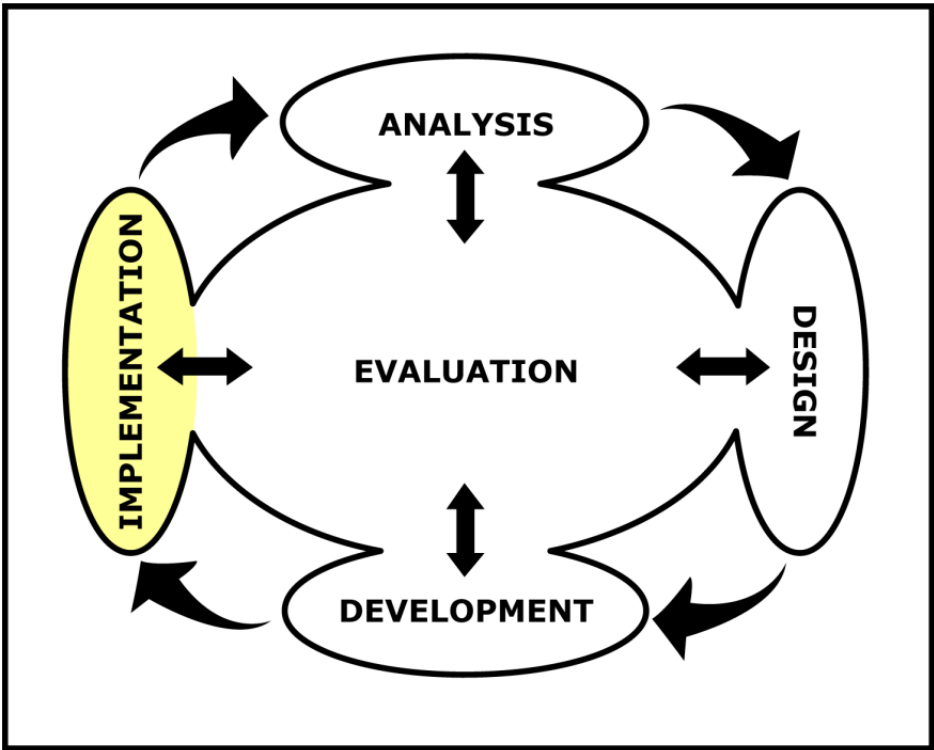 ANALYSIS
DESIGN
EVALUATION
IMPLEMENTATION
DEVELOPMENT